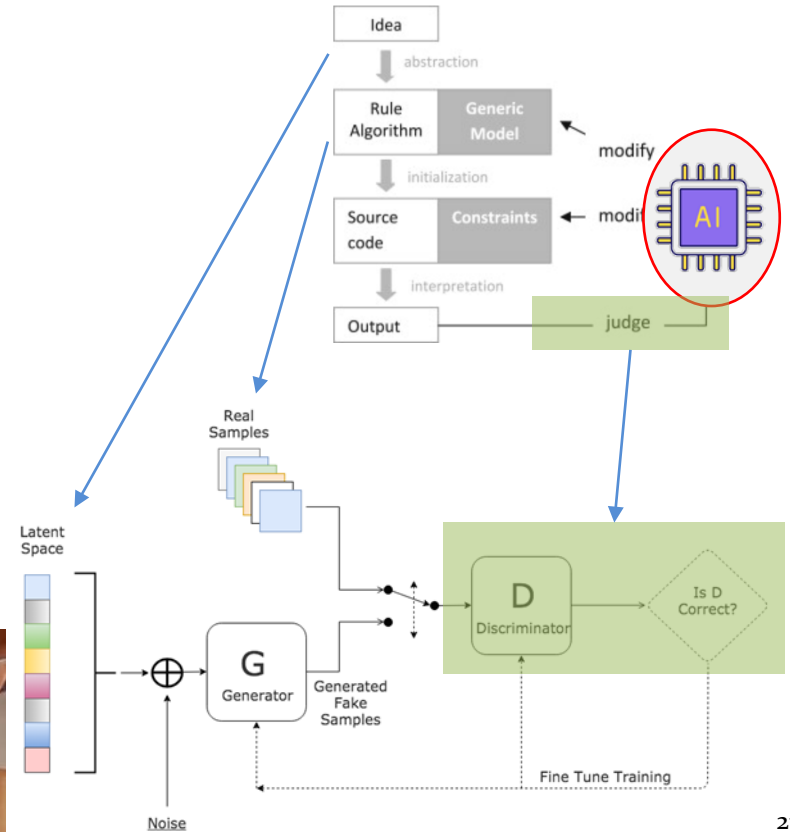 Idea
abstraction
Rule
Algorithm
Generic
Model
modify
initialization
Source
code
Constraints
modify
AI
interpretation
Output
judge
Real
Samples
Latent
Space
D
Discriminator
Is D
Correct?
G
Generator
Generated
Fake
Samples
Fine Tune Training
Noise